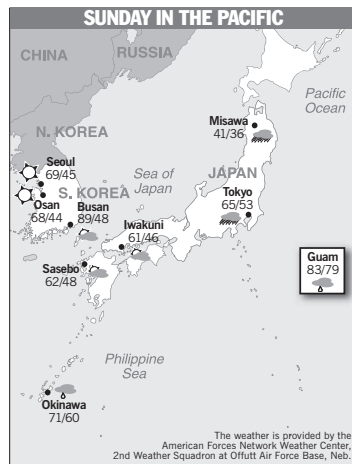 SUNDAY IN THE PACIFIC
CHINA
RUSSIA
Pacific
Ocean
N. KOREA
Misawa
41/36
Seoul
69/45
Sea of
Japan
JAPAN
S. KOREA
Osan
68/44
Busan
89/48
Tokyo
65/53
Iwakuni
61/46
Sasebo
62/48
Guam
83/79
Philippine
Sea
Okinawa
71/60
The weather is provided by the
American Forces Network Weather Center,
2nd Weather Squadron at Offutt Air Force Base, Neb.